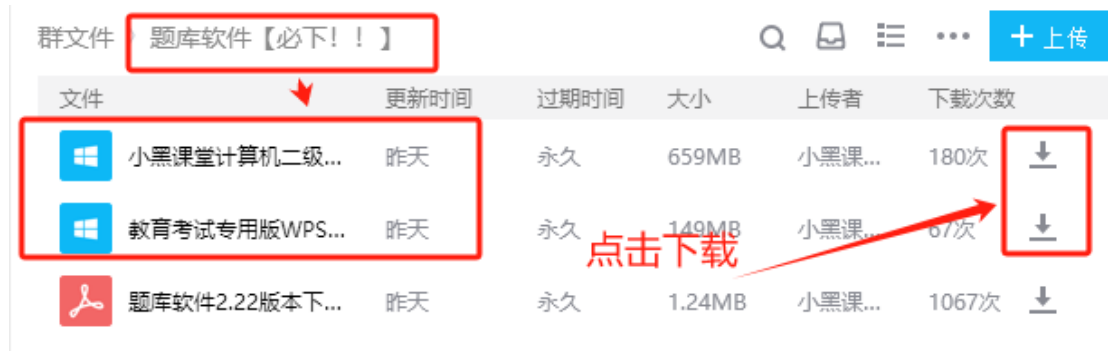 群文件 题库软件【必下！！】 + 上传
文件 更新时间 过期时间 大小 上传者 下载次数
小黑课堂计算机二级... 昨天 永久 659MB 小黑课... 180次
教育考试专用版WPS... 昨天 永久 149MB 小黑课... 67次
点击下载
题库软件2.22版本下... 昨天 永久 1.24MB 小黑课... 1067次